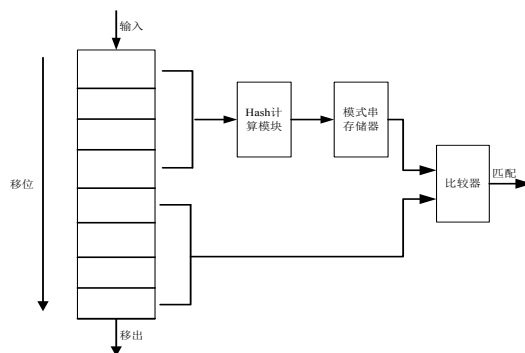 输入
Hash计
算模块
模式串
存储器
移位
比较器
匹配
移出